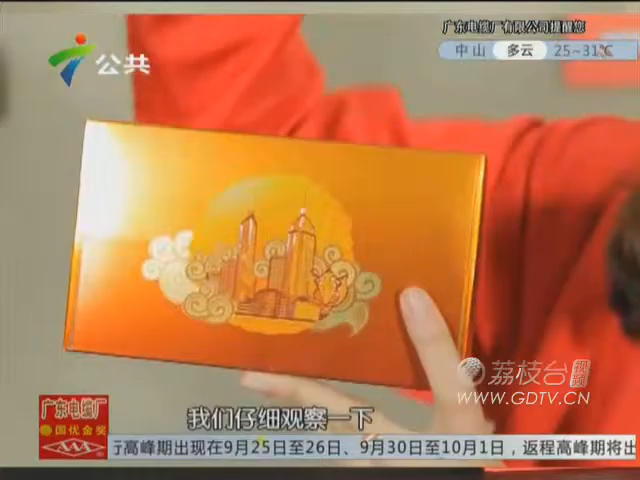 广东电缆厂有限公司提醒您
公共
中山 多云 25~31℃
荔枝台 视频
WWW.GDTV.CN
广东电缆厂
国优金奖
AAA
我们仔细观察一下
行高峰期出现在9月25日至26日、9月30日至10月1日，返程高峰期将出